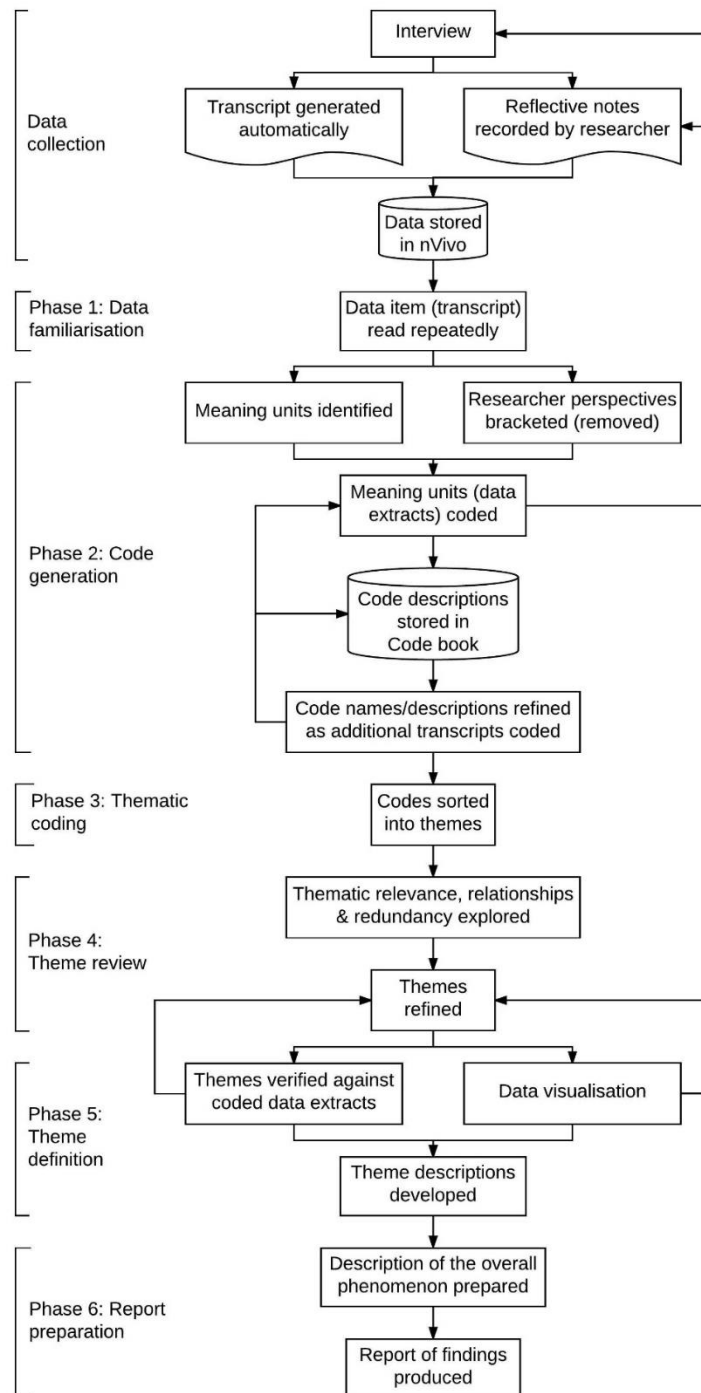 Interview
Transcript generated
automatically
Reflective notes
recorded by researcher
Data
collection
Data stored
in nVivo
Phase 1: Data
familiarisation
Data item (transcript)
read repeatedly
Meaning units identified
Researcher perspectives
bracketed (removed)
Meaning units (data
extracts) coded
Phase 2: Code
generation
Code descriptions
stored in
Code book
Code names/descriptions refined
as additional transcripts coded
Phase 3: Thematic
coding
Codes sorted
into themes
Thematic relevance, relationships
& redundancy explored
Phase 4:
Theme review
Themes
refined
Themes verified against
coded data extracts
Data visualisation
Phase 5:
Theme
definition
Theme descriptions
developed
Description of the overall
phenomenon prepared
Phase 6: Report
preparation
Report of findings
produced